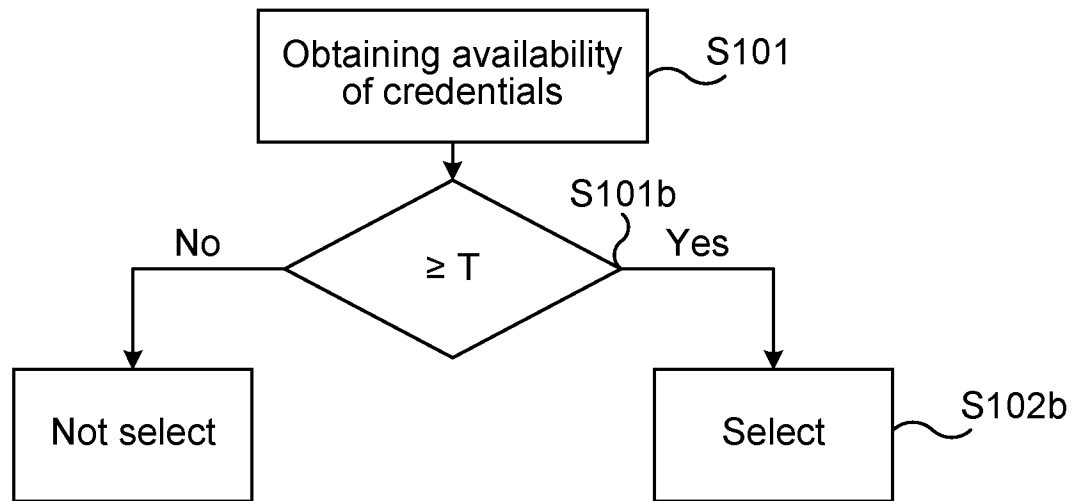 Obtaining availability
of credentials
S101
S101b
No
Yes
≥ T
Not select
Select
S102b